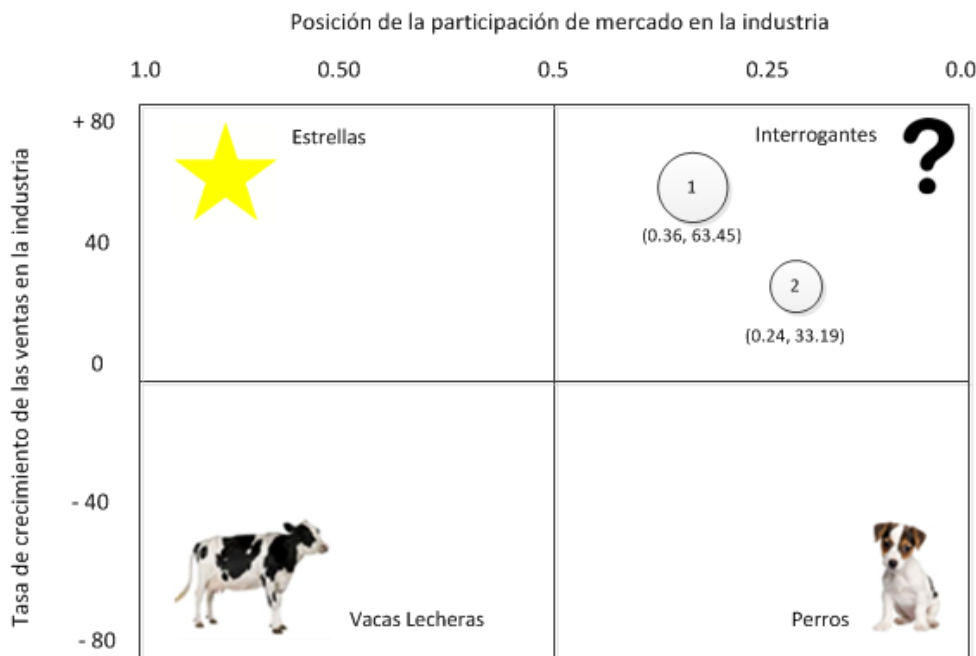 Posición de la participación de mercado en la industria
1.0 0.50 0.5 0.25 0.0
Tasa de crecimiento de las ventas en la industria
+ 80
Estrellas
Interrogantes
?
1
40
(0.36, 63.45)
2
(0.24, 33.19)
0
- 40
Vacas Lecheras
Perros
- 80